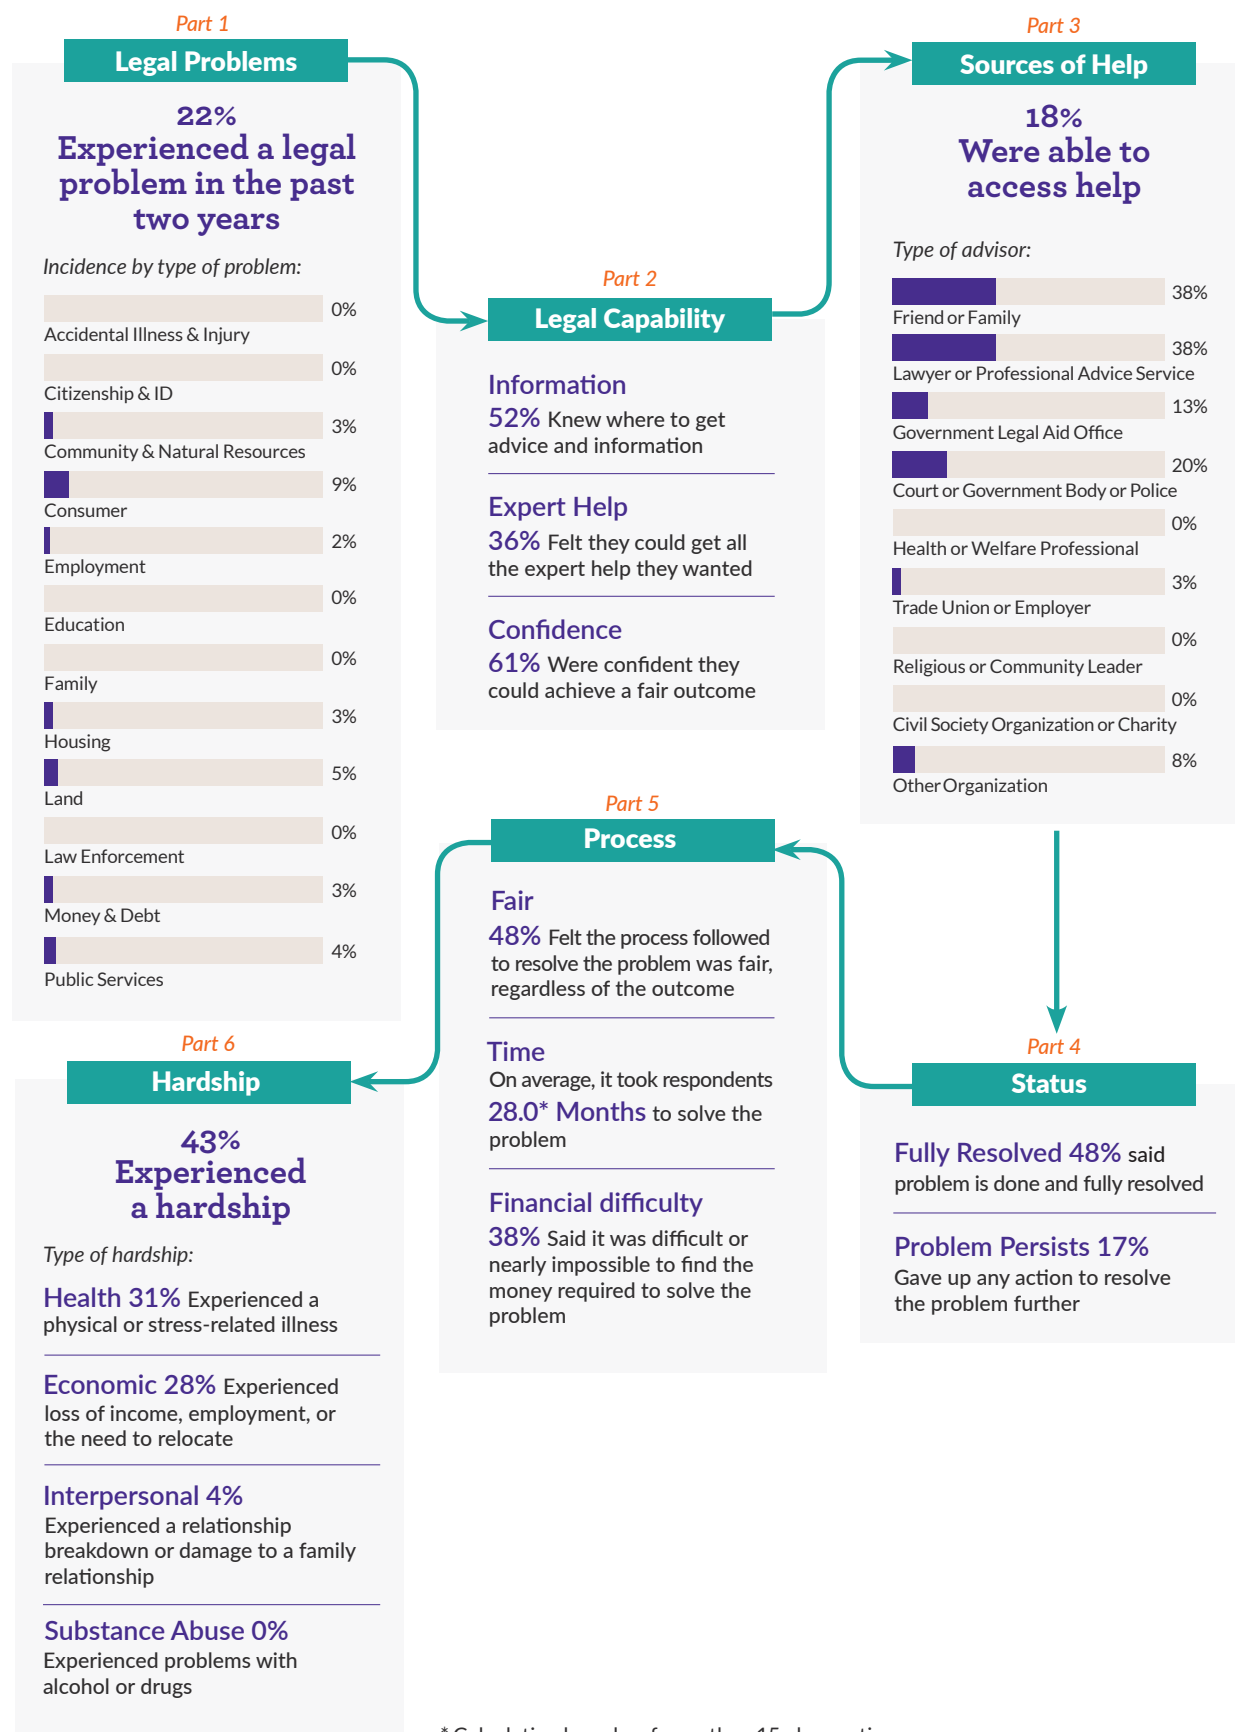 Part 1
Legal Problems
22%
Experienced a legal
problem in the past
two years
Incidence by type of problem:
0%
Accidental Illness & Injury
0%
Citizenship & ID
3%
Community & Natural Resources
9%
Consumer
2%
Employment
0%
Education
0%
Family
3%
Housing
5%
Land
0%
Law Enforcement
3%
Money & Debt
4%
Public Services
Part 2
Legal Capability
Information
52% Knew where to get
advice and information
Expert Help
36% Felt they could get all
the expert help they wanted
Confidence
61% Were confident they
could achieve a fair outcome
Part 3
Sources of Help
18%
Were able to
access help
Type of advisor:
38%
Friend or Family
38%
Lawyer or Professional Advice Service
13%
Government Legal Aid Office
20%
Court or Government Body or Police
0%
Health or Welfare Professional
3%
Trade Union or Employer
0%
Religious or Community Leader
0%
Civil Society Organization or Charity
8%
Other Organization
Part 4
Status
Fully Resolved 48% said
problem is done and fully resolved
Problem Persists 17%
Gave up any action to resolve
the problem further
Part 5
Process
Fair
48% Felt the process followed
to resolve the problem was fair,
regardless of the outcome
Time
On average, it took respondents
28.0* Months to solve the
problem
Financial difficulty
38% Said it was difficult or
nearly impossible to find the
money required to solve the
problem
Part 6
Hardship
43%
Experienced
a hardship
Type of hardship:
Health 31% Experienced a
physical or stress-related illness
Economic 28% Experienced
loss of income, employment, or
the need to relocate
Interpersonal 4%
Experienced a relationship
breakdown or damage to a family
relationship
Substance Abuse 0%
Experienced problems with
alcohol or drugs